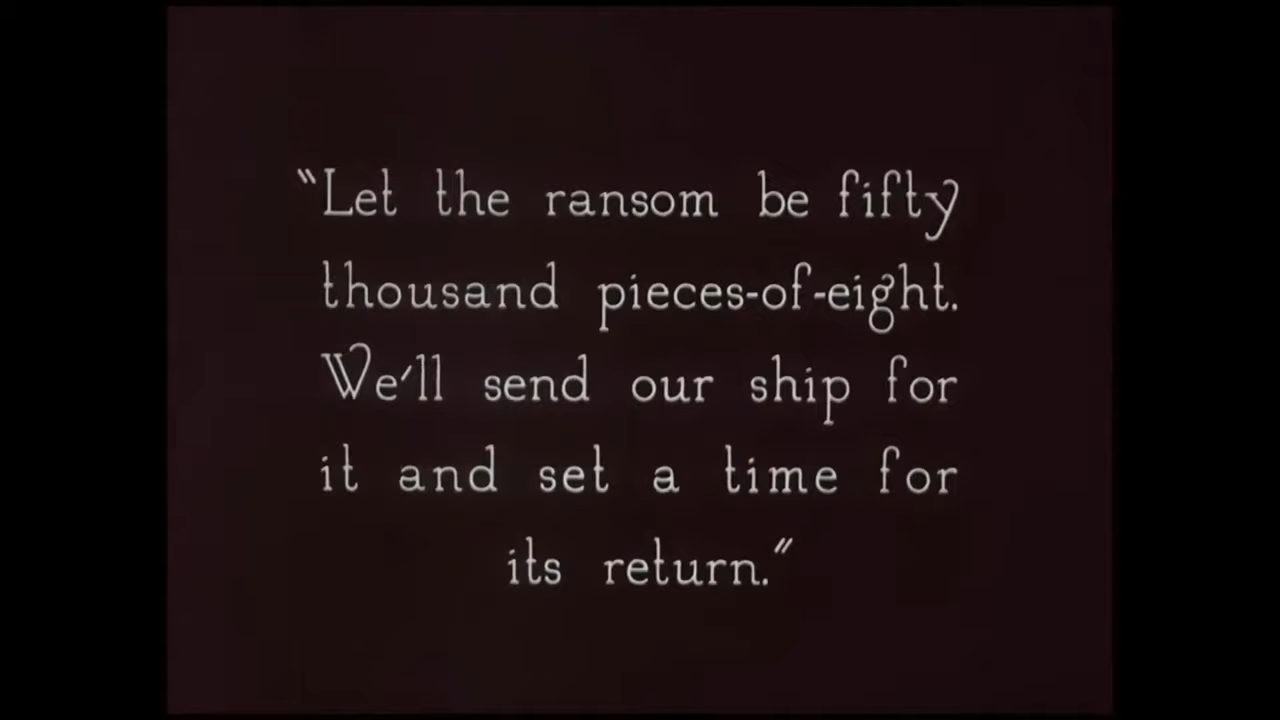 "Let the ransom be fifty
thousand pieces-of-eight.
We'll send our ship for
it and set a time for
its return."